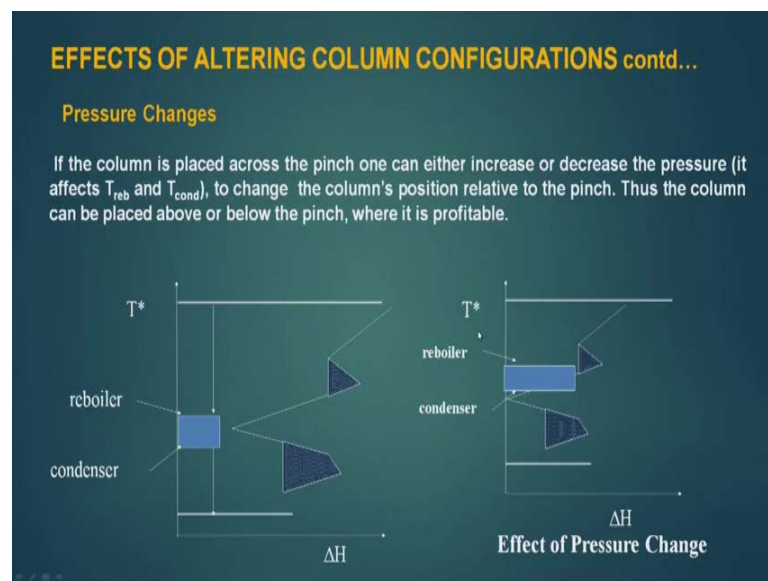 EFFECTS OF ALTERING COLUMN CONFIGURATIONS contd...
Pressure Changes
If the column is placed across the pinch one can either increase or decrease the pressure (it
affects Treb and Tcond), to change the column's position relative to the pinch. Thus the column
can be placed above or below the pinch, where it is profitable.
T*
reboiler
condenser
ΔH
T*
reboiler
condenser
ΔH
Effect of Pressure Change